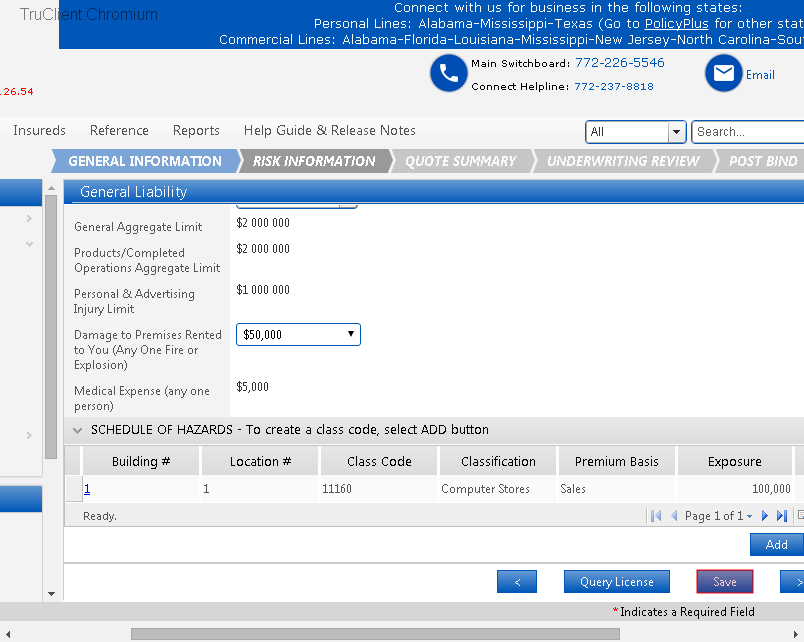 TruClient Chromium
Connect with us for business in the following states:
Personal Lines: Alabama-Mississippi-Texas (Go to PolicyPlus for other stat
Commercial Lines: Alabama-Florida-Louisiana-Mississippi-New Jersey-North Carolina-Sou
26.54
Main Switchboard: 772-226-5546
Connect Helpline: 772-237-8818
Email
Insureds Reference Reports Help Guide & Release Notes
All
Search...
GENERAL INFORMATION RISK INFORMATION QUOTE SUMMARY UNDERWRITING REVIEW POST BIND
General Liability
General Aggregate Limit $2 000 000
Products/Completed Operations Aggregate Limit $2 000 000
Personal & Advertising Injury Limit $1 000 000
Damage to Premises Rented to You (Any One Fire or Explosion) $50,000
Medical Expense (any one person) $5,000
SCHEDULE OF HAZARDS - To create a class code, select ADD button
Building # Location # Class Code Classification Premium Basis Exposure
1 1 11160 Computer Stores Sales 100,000
Ready.
Page 1 of 1
Add
< Query License Save >
* Indicates a Required Field